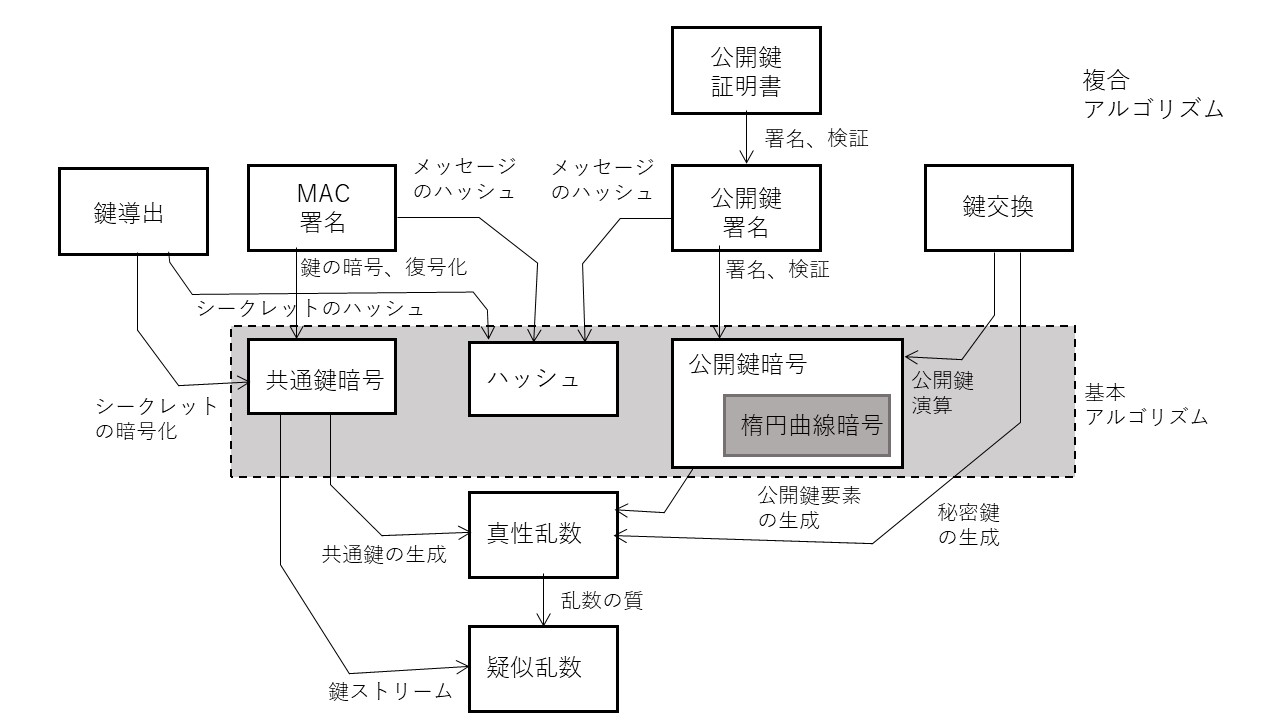 公開鍵
証明書
複合
アルゴリズム
署名、検証
鍵導出
MAC
署名
メッセージ
のハッシュ
メッセージ
のハッシュ
公開鍵
署名
鍵交換
鍵の暗号、復号化
署名、検証
シークレットのハッシュ
共通鍵暗号
ハッシュ
公開鍵暗号
楕円曲線暗号
公開鍵
演算
基本
アルゴリズム
シークレット
の暗号化
真性乱数
公開鍵要素
の生成
秘密鍵
の生成
共通鍵の生成
乱数の質
疑似乱数
鍵ストリーム